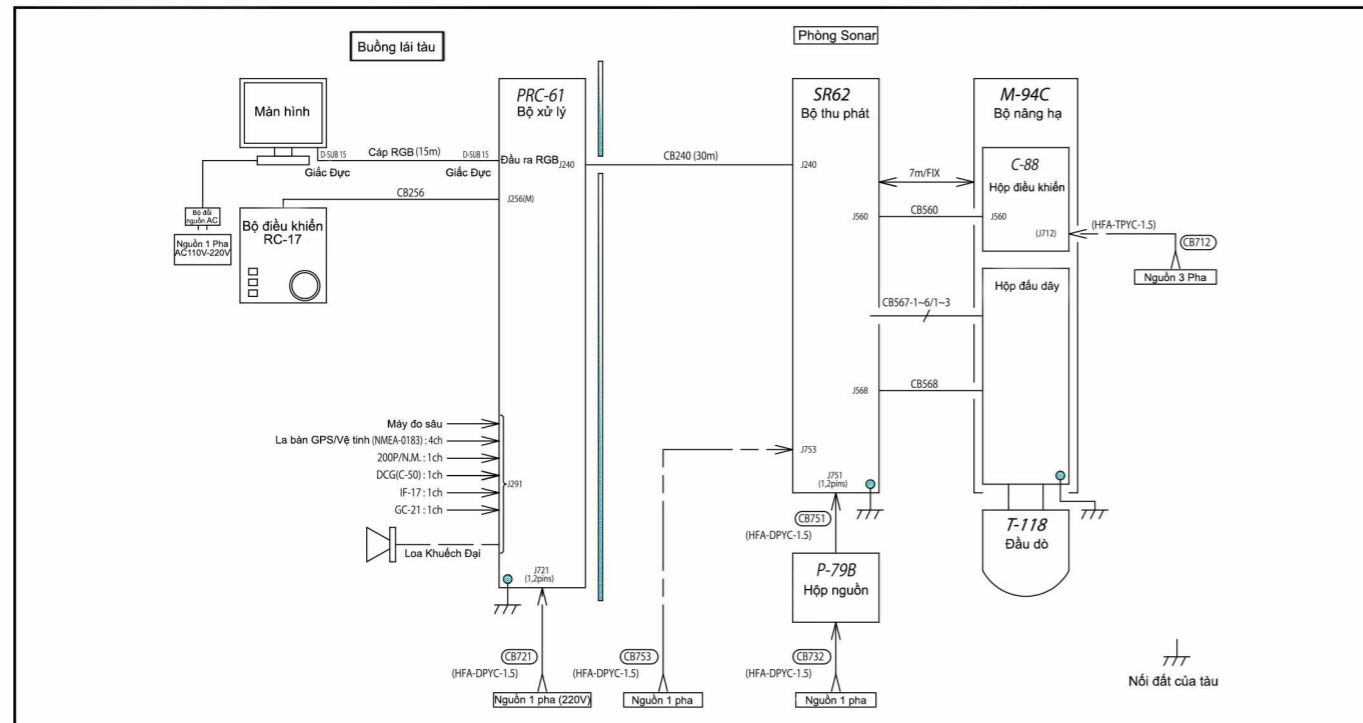 Buồng lái tàu
Phòng Sonar
Màn hình
D-SUB 15
Giắc Đực
Cáp RGB (15m)
D-SUB 15
Giắc Đực
Bộ đổi
nguồn AC
Nguồn 1 Pha
AC110V-220V
CB256
Bộ điều khiển
RC-17
PRC-61
Bộ xử lý
Đầu ra RGB
J240
J256(M)
CB240 (30m)
SR62
Bộ thu phát
J240
7m/FIX
J560
CB560
M-94C
Bộ nâng hạ
C-88
Hộp điều khiển
J560
(J712)
(HFA-TPYC-1.5)
CB712
Nguồn 3 Pha
Hộp đấu dây
CB567-1~6/1~3
J568
CB568
Máy đo sâu
La bàn GPS/Vệ tinh (NMEA-0183) : 4ch
200P/N.M. : 1ch
DCG(C-50) : 1ch
IF-17 : 1ch
GC-21 : 1ch
J291
Loa Khuếch Đại
J721
(1,2pins)
J753
J751
(1,2pins)
CB751
(HFA-DPYC-1.5)
P-79B
Hộp nguồn
T-118
Đầu dò
CB721
(HFA-DPYC-1.5)
Nguồn 1 pha (220V)
CB753
(HFA-DPYC-1.5)
Nguồn 1 pha
CB732
(HFA-DPYC-1.5)
Nguồn 1 pha
Nối đất của tàu